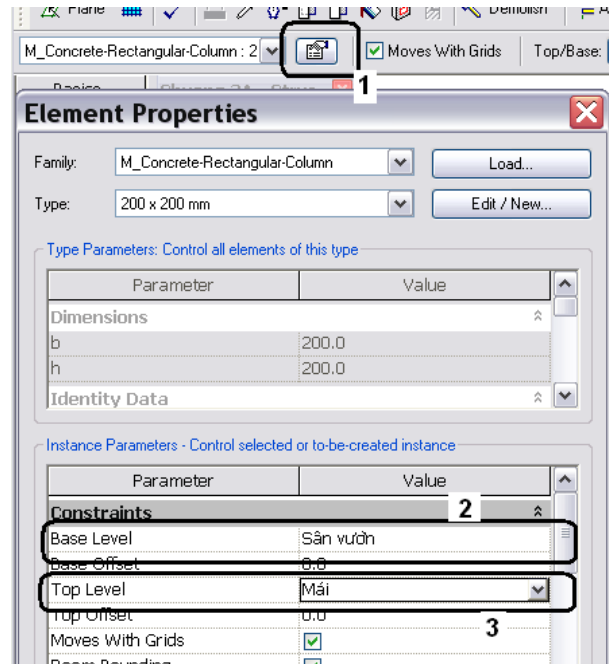 Plane Demolish
M_Concrete-Rectangular-Column : 2 Moves With Grids Top/Base:
1
Element Properties
Family: M_Concrete-Rectangular-Column Load...
Type: 200 x 200 mm Edit / New...
Type Parameters: Control all elements of this type
Parameter Value
Dimensions
b 200.0
h 200.0
Identity Data
Instance Parameters - Control selected or to-be-created instance
Parameter Value
Constraints 2
Base Level Sân vườn
Base Offset 0.0
Top Level Mái
Top Offset 0.0
3
Moves With Grids
Room Bounding